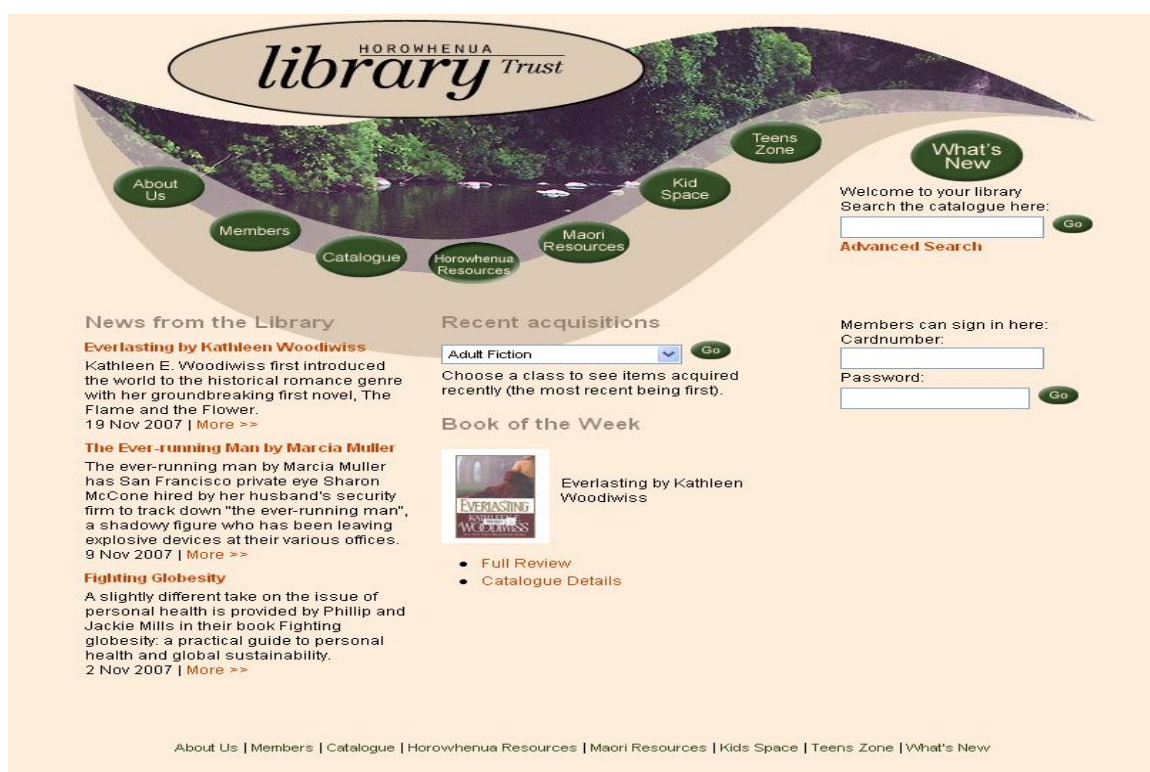 HOROWHENUA
library Trust
About
Us
Members
Catalogue
Horowhenua
Resources
Maori
Resources
Kid
Space
Teens
Zone
What's
New
Welcome to your library
Search the catalogue here:
Go
Advanced Search
News from the Library
Everlasting by Kathleen Woodiwiss
Kathleen E. Woodiwiss first introduced
the world to the historical romance genre
with her groundbreaking first novel, The
Flame and the Flower.
19 Nov 2007 | More >>
The Ever-running Man by Marcia Muller
The ever-running man by Marcia Muller
has San Francisco private eye Sharon
McCone hired by her husband's security
firm to track down "the ever-running man",
a shadowy figure who has been leaving
explosive devices at their various offices.
9 Nov 2007 | More >>
Fighting Globesity
A slightly different take on the issue of
personal health is provided by Phillip and
Jackie Mills in their book Fighting
globesity: a practical guide to personal
health and global sustainability.
2 Nov 2007 | More >>
Recent acquisitions
Adult Fiction
Go
Choose a class to see items acquired
recently (the most recent being first).
Book of the Week
EVERLASTING
WOODIWISS
Everlasting by Kathleen
Woodiwiss
Full Review
Catalogue Details
Members can sign in here:
Cardnumber:
Password:
Go
About Us | Members | Catalogue | Horowhenua Resources | Maori Resources | Kids Space | Teens Zone | What's New